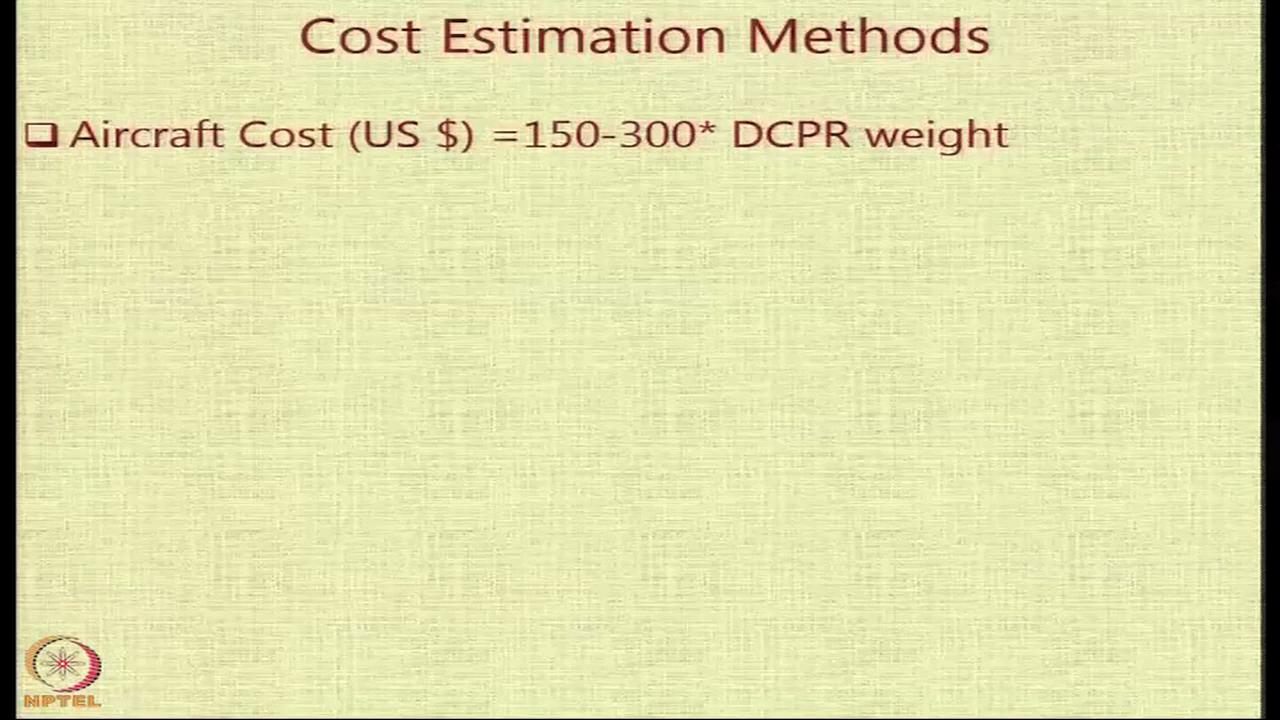 Cost Estimation Methods
❑ Aircraft Cost (US $) =150-300* DCPR weight
NPTEL